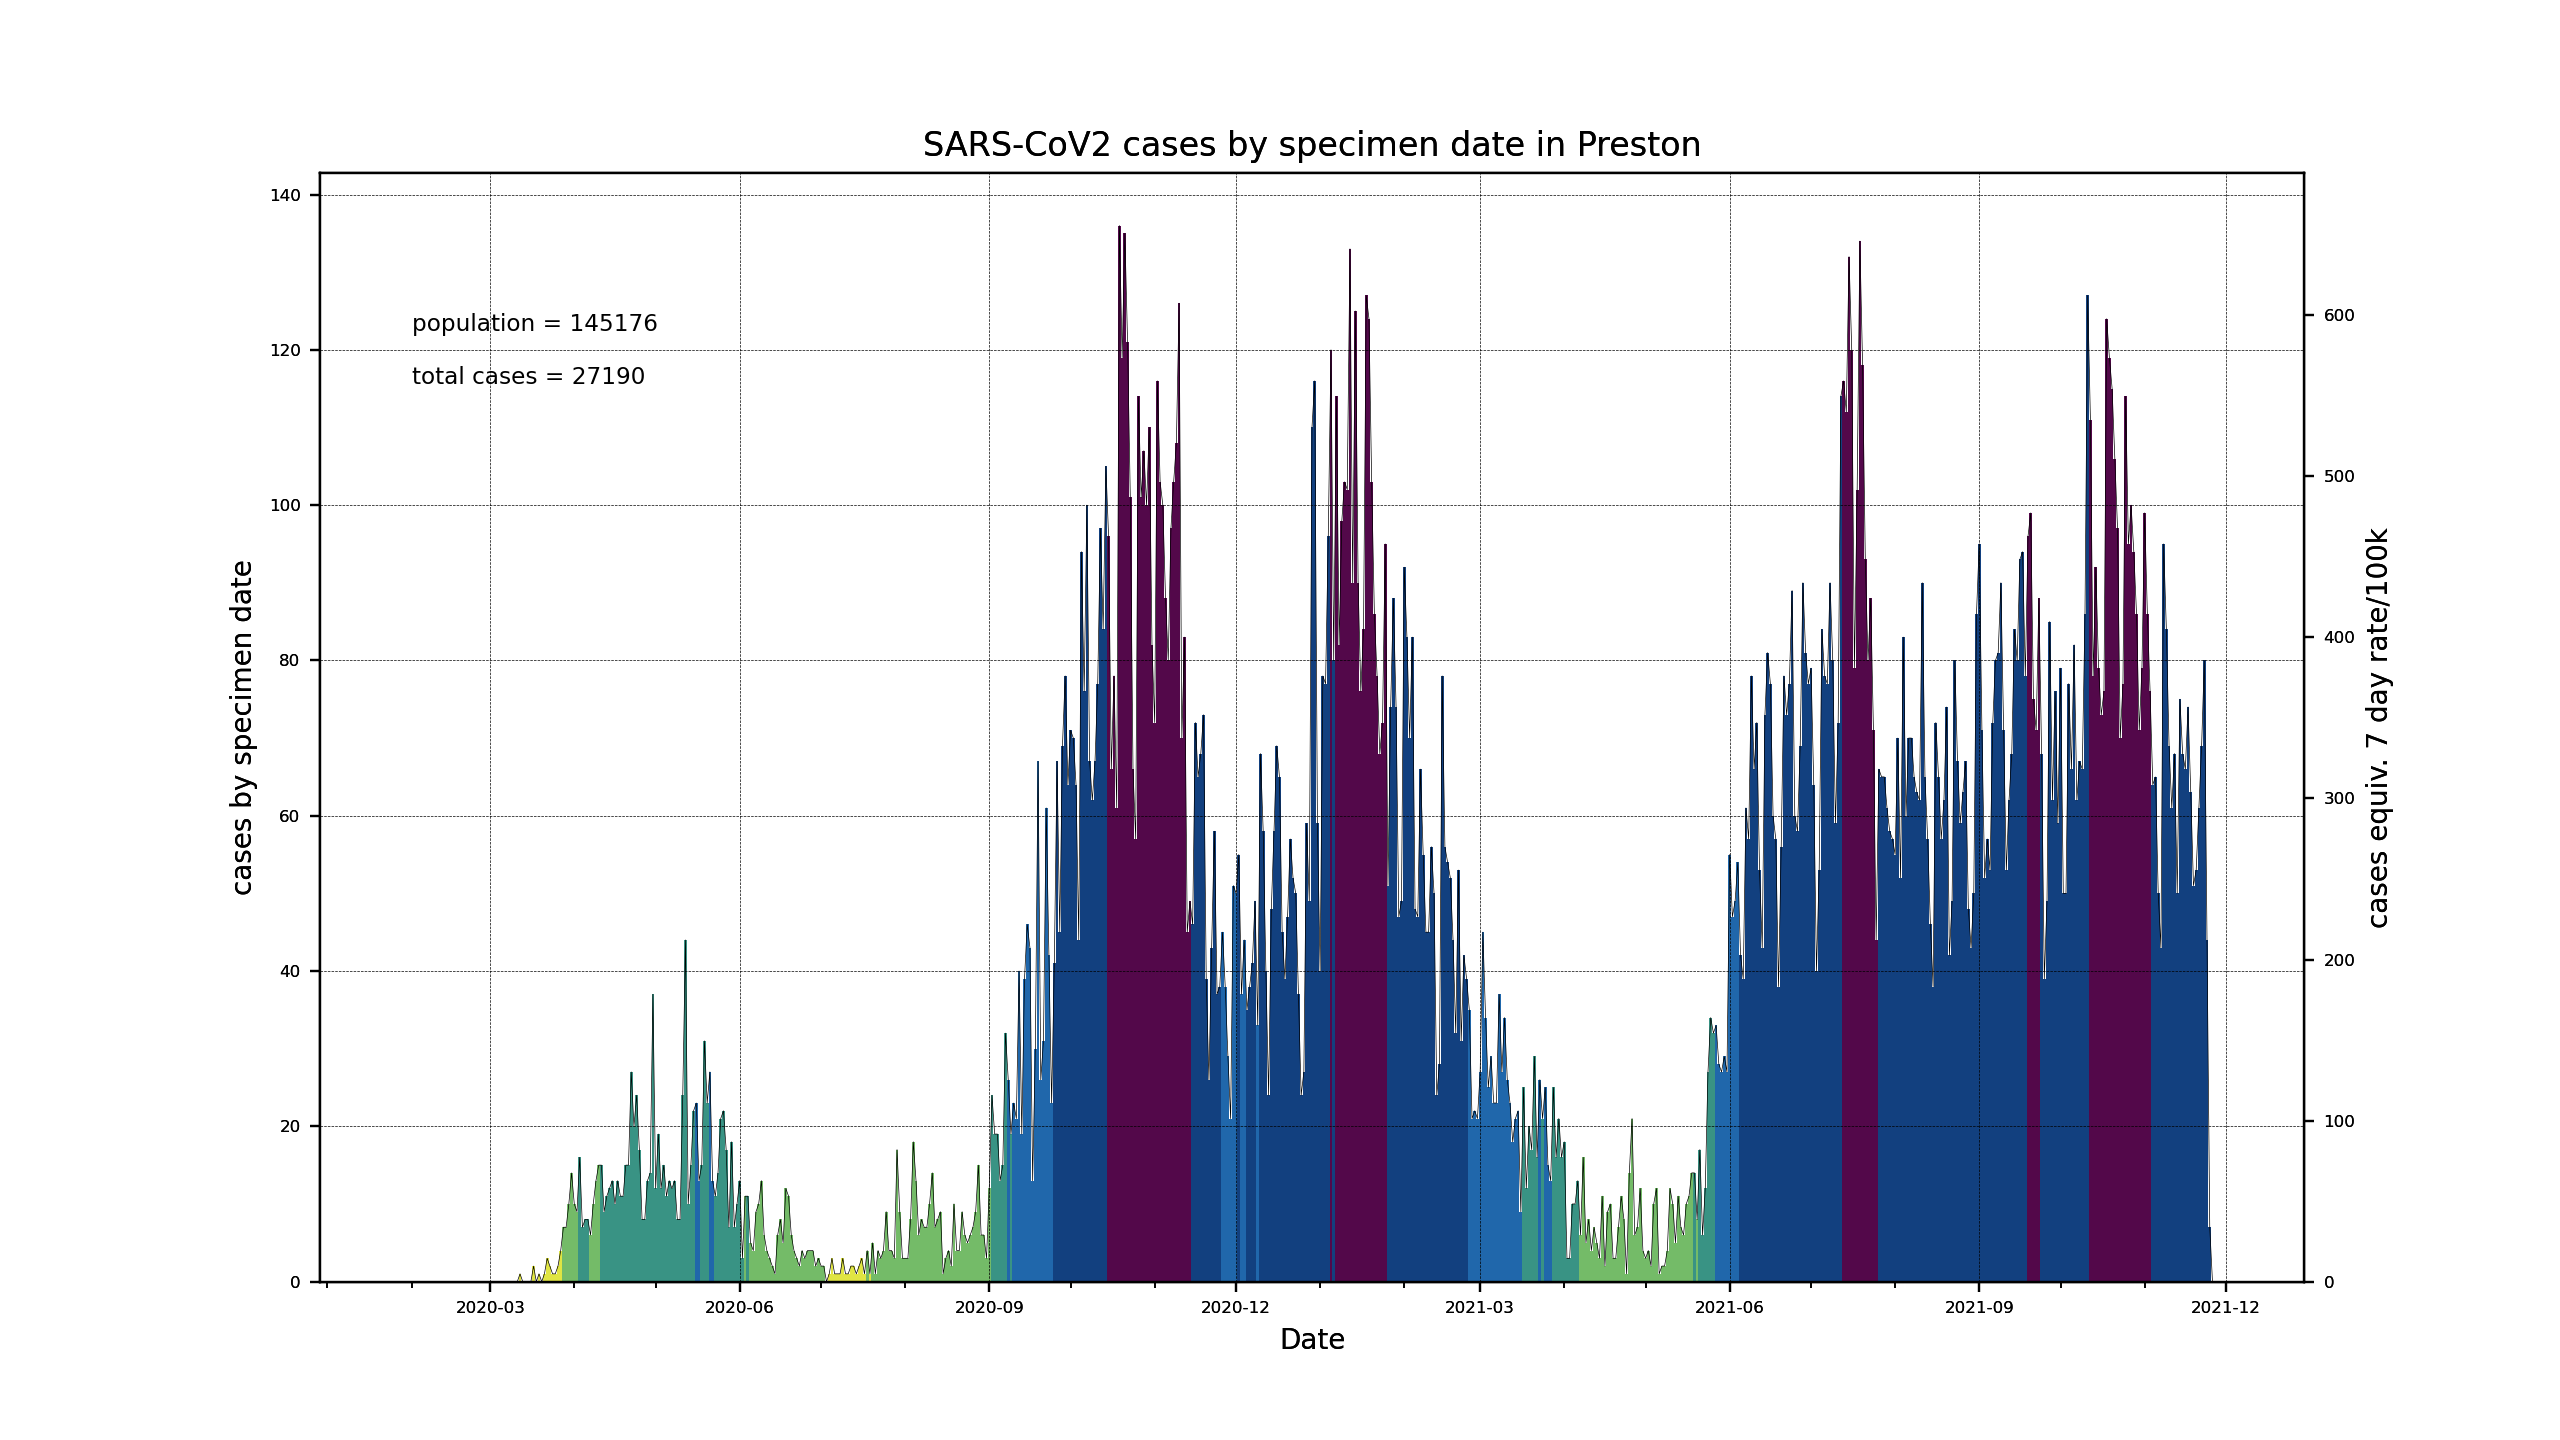 SARS-CoV2 cases by specimen date in Preston
population = 145176
total cases = 27190
cases by specimen date
140
120
100
80
60
40
20
0
600
500
400
300
200
100
0
cases equiv. 7 day rate/100k
2020-03 2020-06 2020-09 2020-12 2021-03 2021-06 2021-09 2021-12
Date